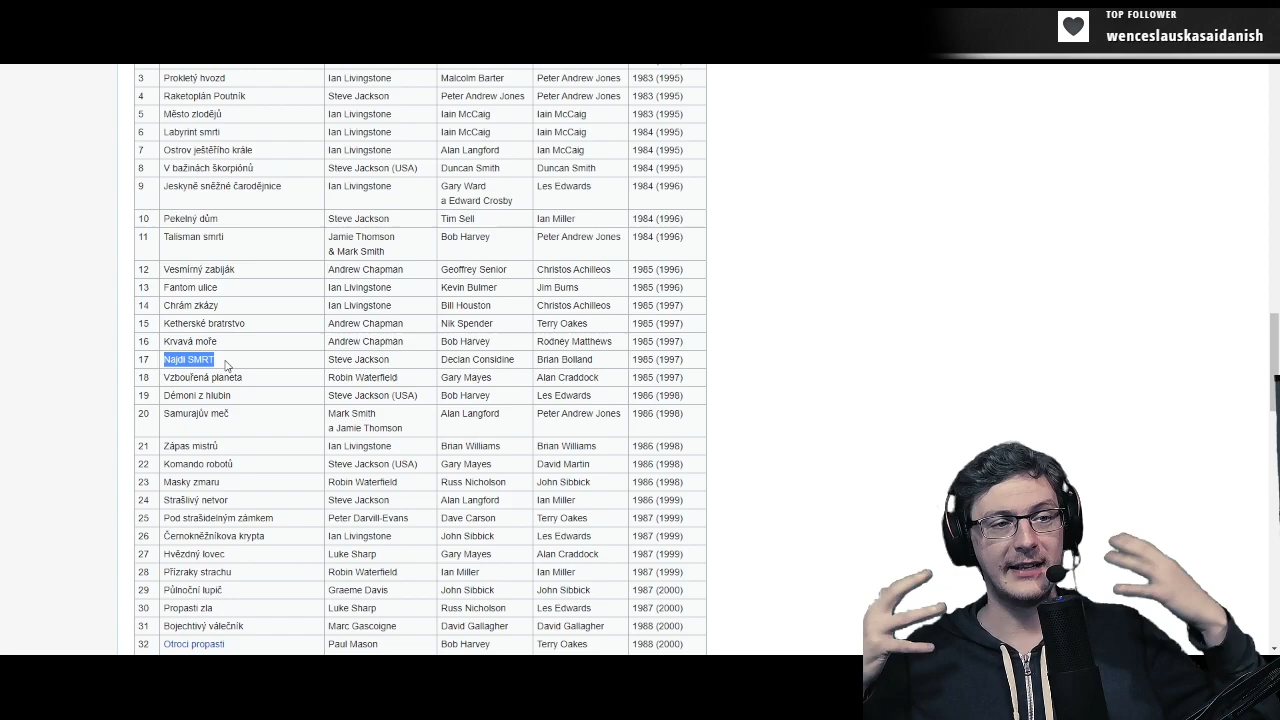 TOP FOLLOWER
wenceslauskasaidanish
3 Prokletý hvozd Ian Livingstone Malcolm Barter Peter Andrew Jones 1983 (1995)
4 Raketoplán Poutník Steve Jackson Peter Andrew Jones Peter Andrew Jones 1983 (1995)
5 Město zlodějů Ian Livingstone Iain McCaig Iain McCaig 1983 (1995)
6 Labyrint smrti Ian Livingstone Iain McCaig Iain McCaig 1984 (1995)
7 Ostrov ještěřího krále Ian Livingstone Alan Langford Ian McCaig 1984 (1995)
8 V bažinách škorpiónů Steve Jackson (USA) Duncan Smith Duncan Smith 1984 (1995)
9 Jeskyně sněžné čarodějnice Ian Livingstone Gary Ward Les Edwards 1984 (1996)
a Edward Crosby
10 Pekelný dům Steve Jackson Tim Sell Ian Miller 1984 (1996)
11 Talisman smrti Jamie Thomson Bob Harvey Peter Andrew Jones 1984 (1996)
& Mark Smith
12 Vesmírný zabiják Andrew Chapman Geoffrey Senior Christos Achilleos 1985 (1996)
13 Fantom ulice Ian Livingstone Kevin Bulmer Jim Burns 1985 (1996)
14 Chrám zkázy Ian Livingstone Bill Houston Christos Achilleos 1985 (1997)
15 Ketherské bratrstvo Andrew Chapman Nik Spender Terry Oakes 1985 (1997)
16 Krvavá moře Andrew Chapman Bob Harvey Rodney Matthews 1985 (1997)
17 Najdi SMRT Steve Jackson Declan Considine Brian Bolland 1985 (1997)
18 Vzbouřená planeta Robin Waterfield Gary Mayes Alan Craddock 1985 (1997)
19 Démoni z hlubin Steve Jackson (USA) Bob Harvey Les Edwards 1986 (1998)
20 Samurajův meč Mark Smith Alan Langford Peter Andrew Jones 1986 (1998)
a Jamie Thomson
21 Zápas mistrů Ian Livingstone Brian Williams Brian Williams 1986 (1998)
22 Komando robotů Steve Jackson (USA) Gary Mayes David Martin 1986 (1998)
23 Masky zmaru Robin Waterfield Russ Nicholson John Sibbick 1986 (1998)
24 Strašlivý netvor Steve Jackson Alan Langford Ian Miller 1986 (1999)
25 Pod strašidelným zámkem Peter Darvill-Evans Dave Carson Terry Oakes 1987 (1999)
26 Černokněžníkova krypta Ian Livingstone John Sibbick Les Edwards 1987 (1999)
27 Hvězdný lovec Luke Sharp Gary Mayes Alan Craddock 1987 (1999)
28 Přízraky strachu Robin Waterfield Ian Miller Ian Miller 1987 (1999)
29 Půlnoční lupič Graeme Davis John Sibbick John Sibbick 1987 (2000)
30 Propasti zla Luke Sharp Russ Nicholson Les Edwards 1987 (2000)
31 Bojechtivý válečník Marc Gascoigne David Gallagher David Gallagher 1988 (2000)
32 Otroci propasti Paul Mason Bob Harvey Terry Oakes 1988 (2000)